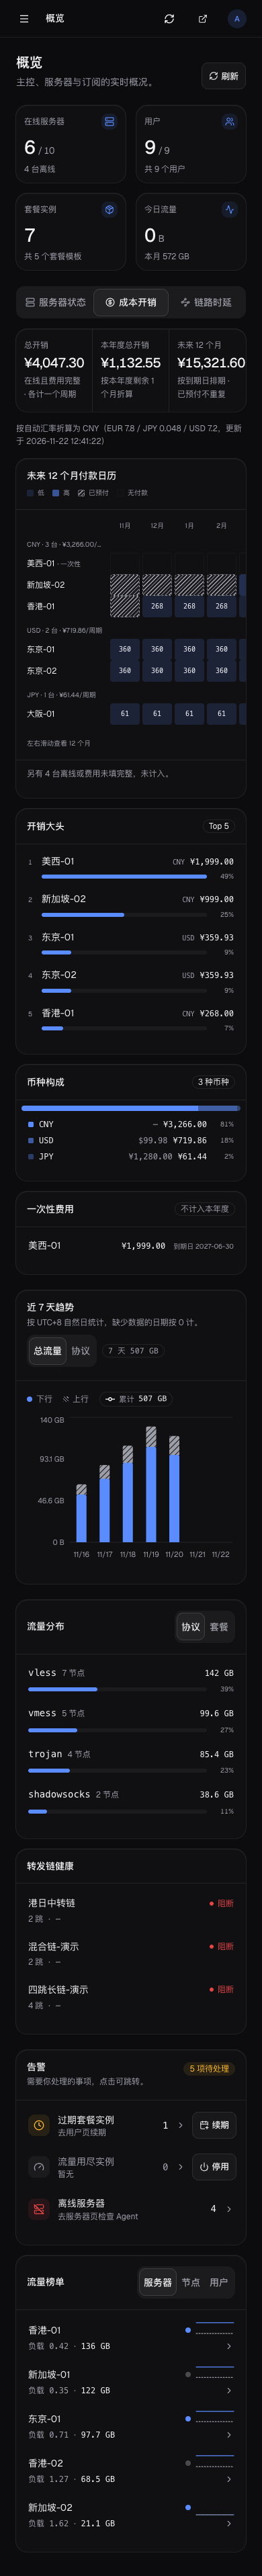 概览
A
概览
主控、服务器与订阅的实时概况。
刷新
在线服务器
6 / 10
4 台离线
用户
9 / 9
共 9 个用户
套餐实例
7
共 5 个套餐模板
今日流量
0 B
本月 572 GB
服务器状态 成本开销 链路时延
总开销
¥4,047.30
在线且费用完整
· 各计一个周期
本年度总开销
¥1,132.55
按本年度剩余 1
个月折算
未来 12 个月
¥15,321.60
按到期日排期 ·
已预付不重复
按自动汇率折算为 CNY（EUR 7.8 / JPY 0.048 / USD 7.2，更新
于 2026-11-22 12:41:22）
未来 12 个月付款日历
低 高 已预付 无付款
11月 12月 1月 2月
CNY · 3 台 · ¥3,266.00/…
美西-01 · 一次性
新加坡-02
香港-01 268 268 268
USD · 2 台 · ¥719.86/周期
东京-01 360 360 360 360
东京-02 360 360 360 360
JPY · 1 台 · ¥61.44/周期
大阪-01 61 61 61 61
左右滑动查看 12 个月
另有 4 台离线或费用未填完整，未计入。
开销大头 Top 5
1 美西-01 CNY ¥1,999.00
49%
2 新加坡-02 CNY ¥999.00
25%
3 东京-01 USD ¥359.93
9%
4 东京-02 USD ¥359.93
9%
5 香港-01 CNY ¥268.00
7%
币种构成 3 种币种
CNY — ¥3,266.00 81%
USD $99.98 ¥719.86 18%
JPY ¥1,280.00 ¥61.44 2%
一次性费用 不计入本年度
美西-01 ¥1,999.00 到期日 2027-06-30
近 7 天趋势
按 UTC+8 自然日统计，缺少数据的日期按 0 计。
总流量 协议 7 天 507 GB
下行 上行 累计 507 GB
140 GB
93.1 GB
46.6 GB
0 B
11/16 11/17 11/18 11/19 11/20 11/21 11/22
流量分布 协议 套餐
vless 7 节点 142 GB
39%
vmess 5 节点 99.6 GB
27%
trojan 4 节点 85.4 GB
23%
shadowsocks 2 节点 38.6 GB
11%
转发链健康
港日中转链 阻断
2 跳 · —
混合链-演示 阻断
2 跳 · —
四跳长链-演示 阻断
4 跳 · —
告警 5 项待处理
需要你处理的事项，点击可跳转。
过期套餐实例 1 续期
去用户页续期
流量用尽实例 0 停用
暂无
离线服务器 4
去服务器页检查 Agent
流量榜单 服务器 节点 用户
香港-01
负载 0.42 · 136 GB
新加坡-01
负载 0.35 · 122 GB
东京-01
负载 0.71 · 97.7 GB
香港-02
负载 1.27 · 68.5 GB
新加坡-02
负载 1.62 · 21.1 GB